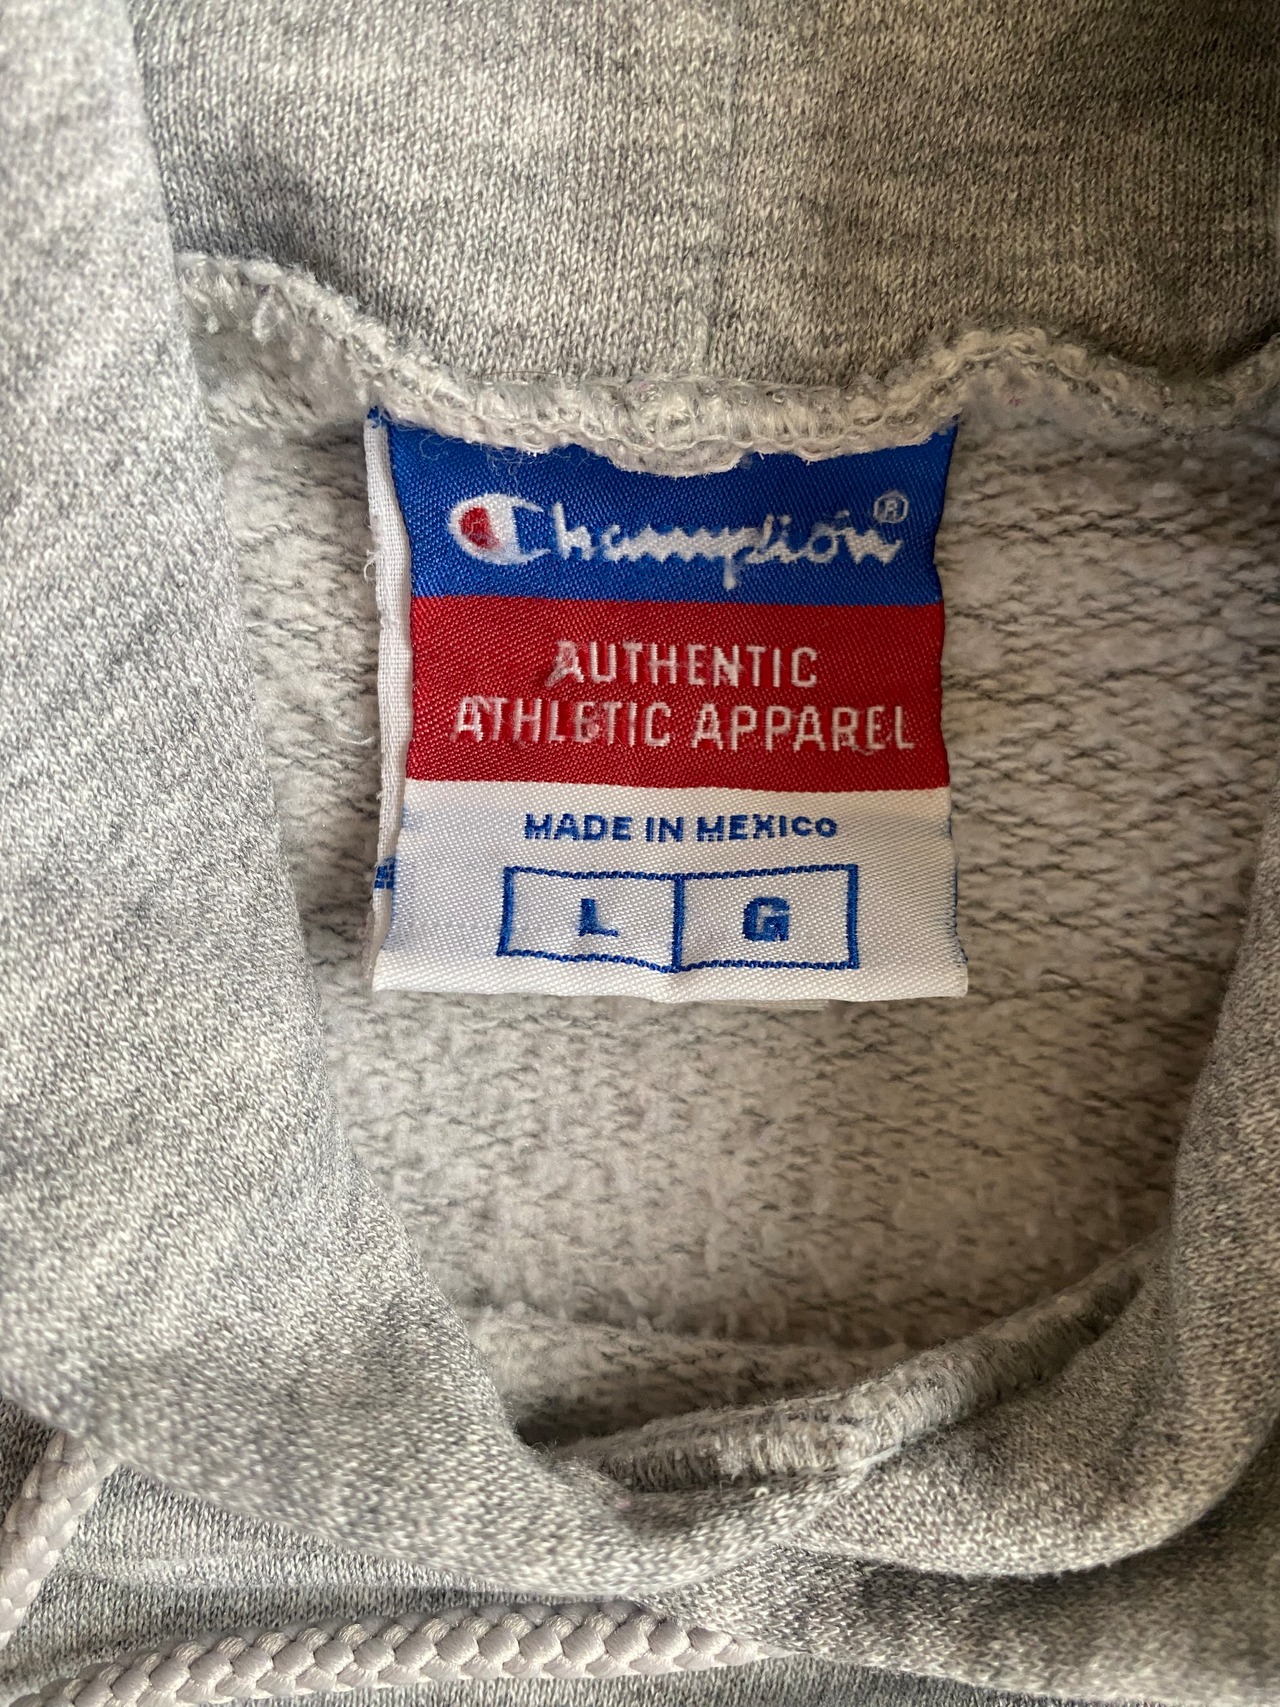 Champion®
AUTHENTIC
ATHLETIC APPAREL
MADE IN MEXICO
L G